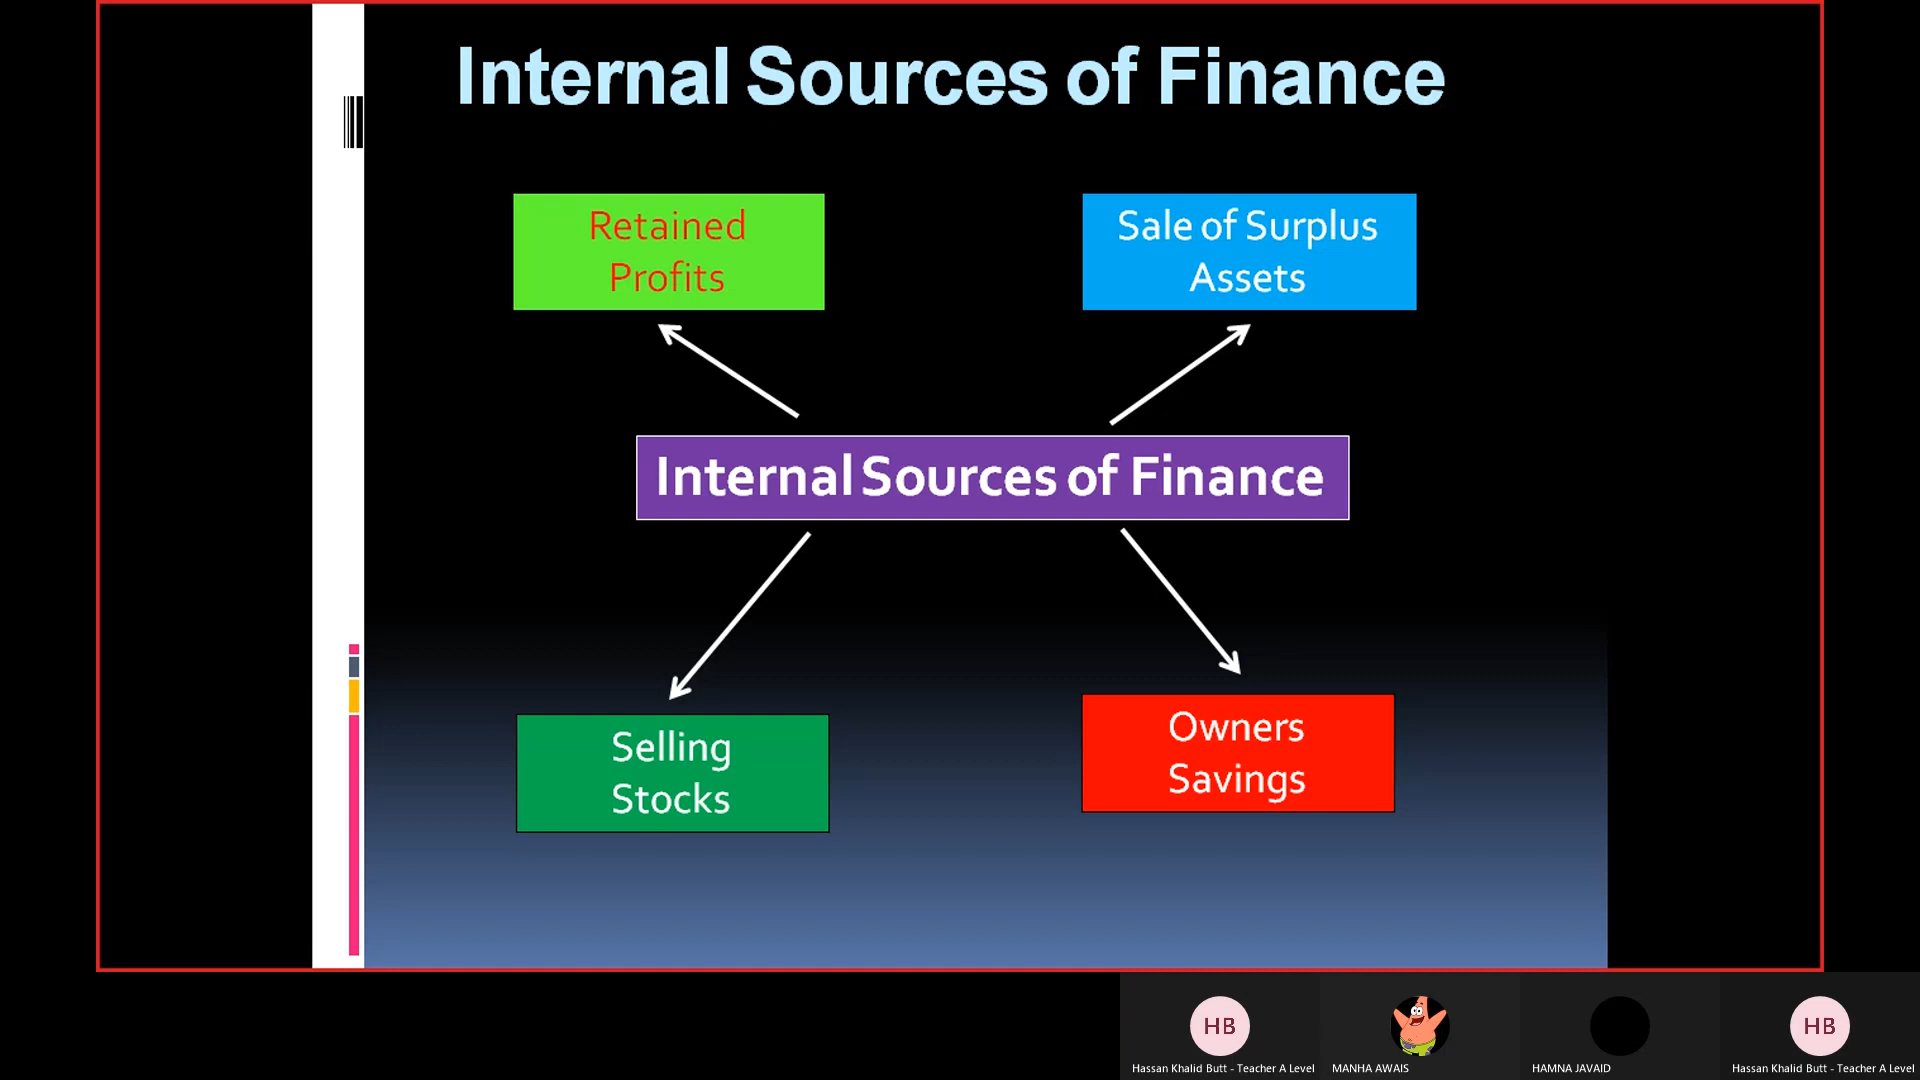 Internal Sources of Finance
Retained
Profits
Sale of Surplus
Assets
Internal Sources of Finance
Selling
Stocks
Owners
Savings
HB
HB
Hassan Khalid Butt - Teacher A Level
MANHA AWAIS
HAMNA JAVAID
Hassan Khalid Butt - Teacher A Level